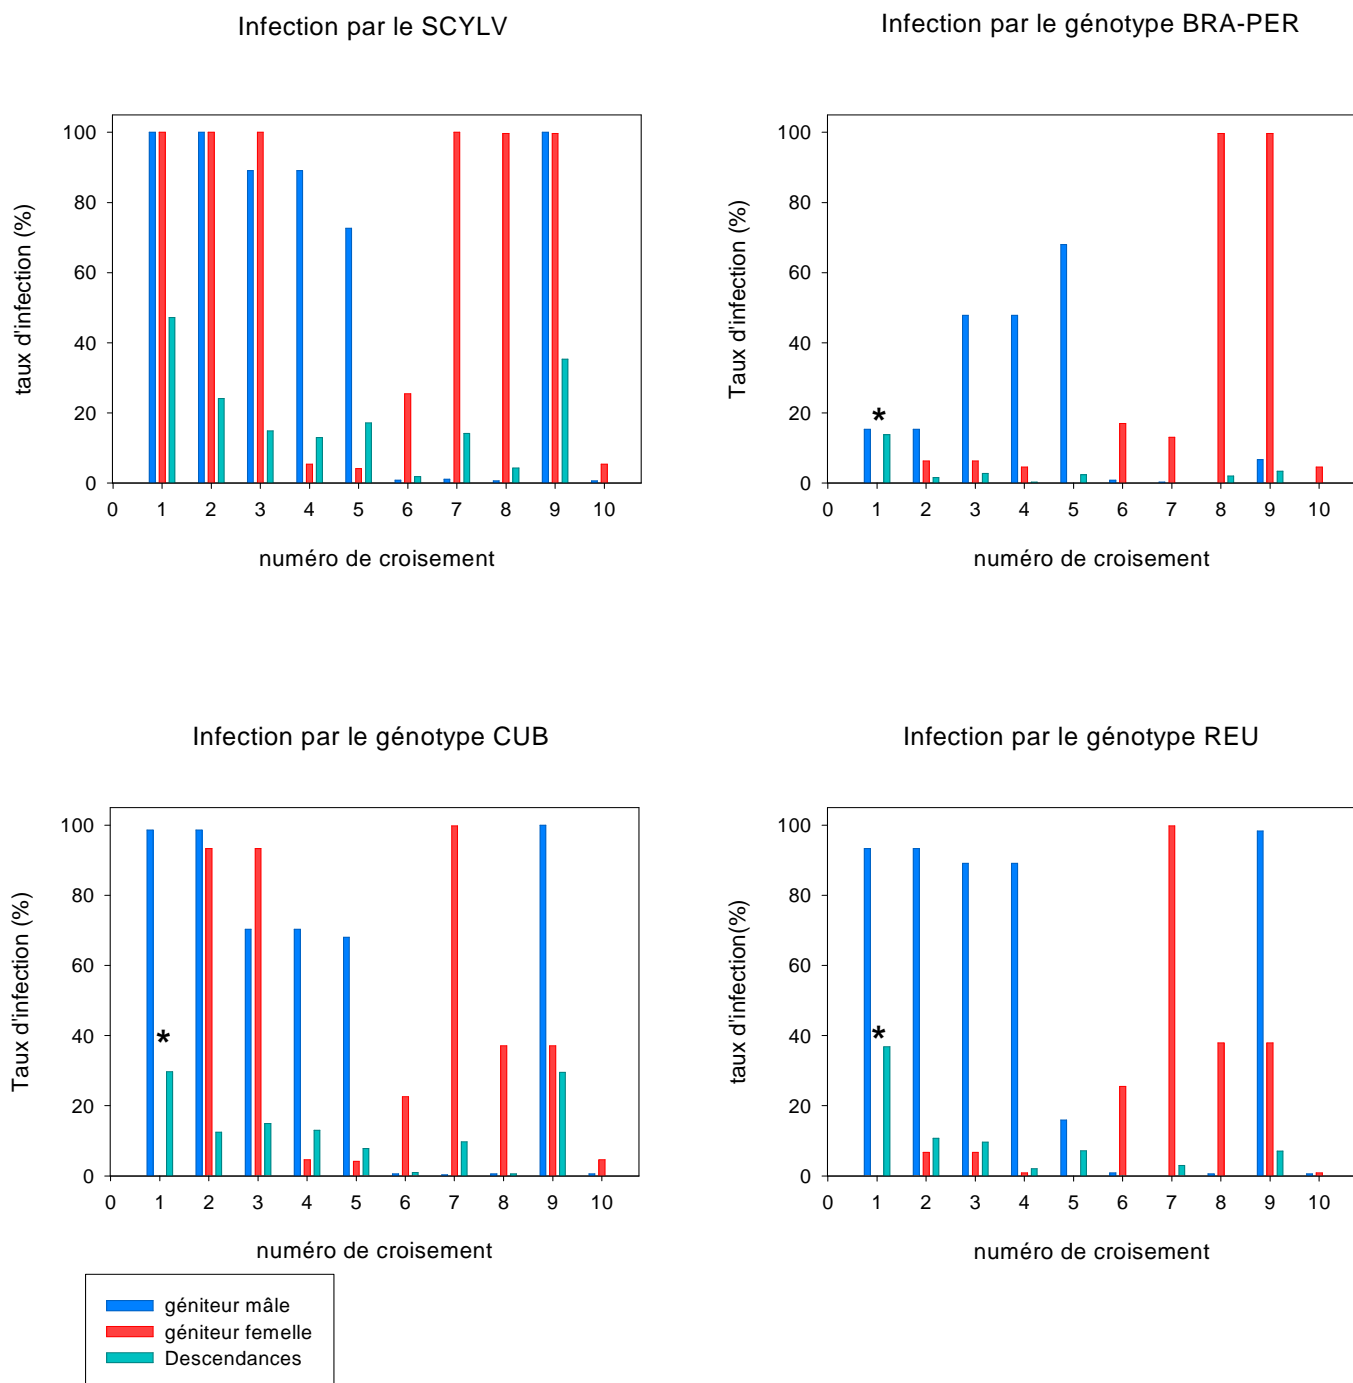 Infection par le SCYLV
taux d'infection (%)
100
80
60
40
20
0
0 1 2 3 4 5 6 7 8 9 10
numéro de croisement
Infection par le génotype BRA-PER
Taux d'infection (%)
100
80
60
40
20
0
*
0 1 2 3 4 5 6 7 8 9 10
numéro de croisement
Infection par le génotype CUB
Taux d'infection (%)
100
80
60
40
20
0
*
0 1 2 3 4 5 6 7 8 9 10
numéro de croisement
Infection par le génotype REU
taux d'infection(%)
100
80
60
40
20
0
*
0 1 2 3 4 5 6 7 8 9 10
numéro de croisement
géniteur mâle
géniteur femelle
Descendances